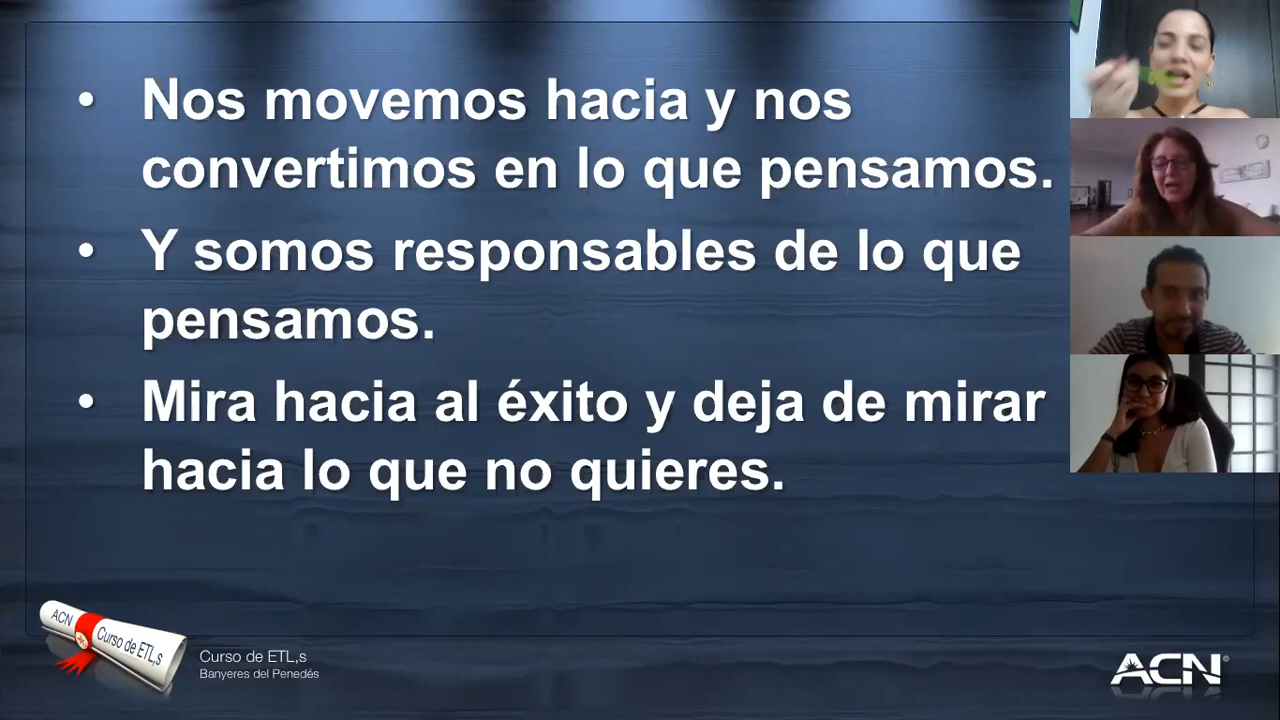 • Nos movemos hacia y nos
convertimos en lo que pensamos.
• Y somos responsables de lo que
pensamos.
• Mira hacia al éxito y deja de mirar
hacia lo que no quieres.
ACN
Curso de ETL,s
Curso de ETL,s
Banyeres del Penedés
ACN